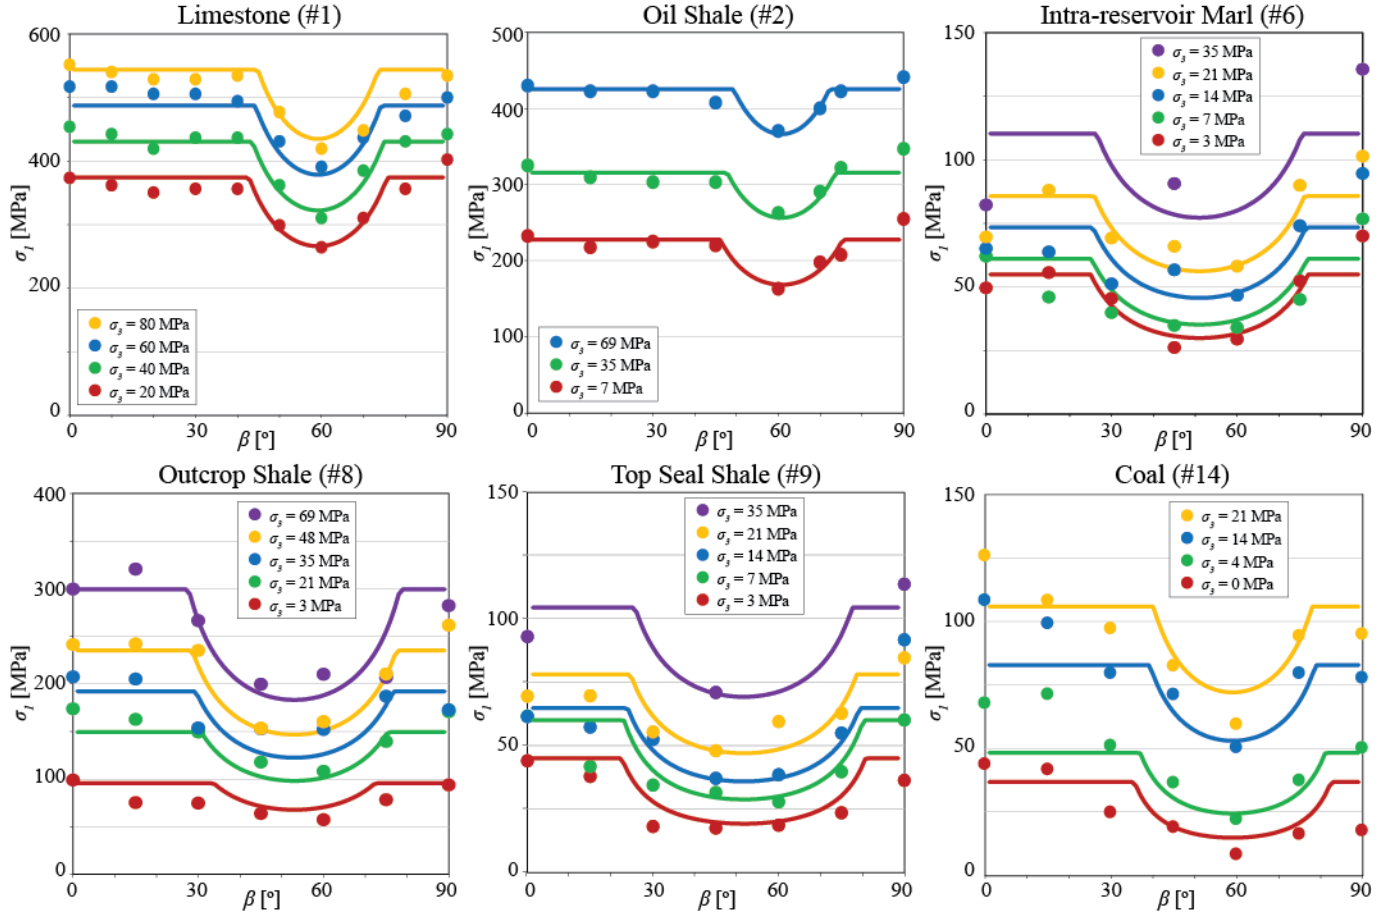 Limestone (#1)
600
400
200
0
σ₁ [MPa]
σ₃ = 80 MPa
σ₃ = 60 MPa
σ₃ = 40 MPa
σ₃ = 20 MPa
0 30 60 90
β [º]
Oil Shale (#2)
500
400
300
200
100
0
σ₁ [MPa]
σ₃ = 69 MPa
σ₃ = 35 MPa
σ₃ = 7 MPa
0 30 60 90
β [º]
Intra-reservoir Marl (#6)
150
100
50
0
σ₁ [MPa]
σ₃ = 35 MPa
σ₃ = 21 MPa
σ₃ = 14 MPa
σ₃ = 7 MPa
σ₃ = 3 MPa
0 30 60 90
β [º]
Outcrop Shale (#8)
400
300
200
100
0
σ₁ [MPa]
σ₃ = 69 MPa
σ₃ = 48 MPa
σ₃ = 35 MPa
σ₃ = 21 MPa
σ₃ = 3 MPa
0 30 60 90
β [º]
Top Seal Shale (#9)
150
100
50
0
σ₁ [MPa]
σ₃ = 35 MPa
σ₃ = 21 MPa
σ₃ = 14 MPa
σ₃ = 7 MPa
σ₃ = 3 MPa
0 30 60 90
β [º]
Coal (#14)
150
100
50
0
σ₁ [MPa]
σ₃ = 21 MPa
σ₃ = 14 MPa
σ₃ = 4 MPa
σ₃ = 0 MPa
0 30 60 90
β [º]